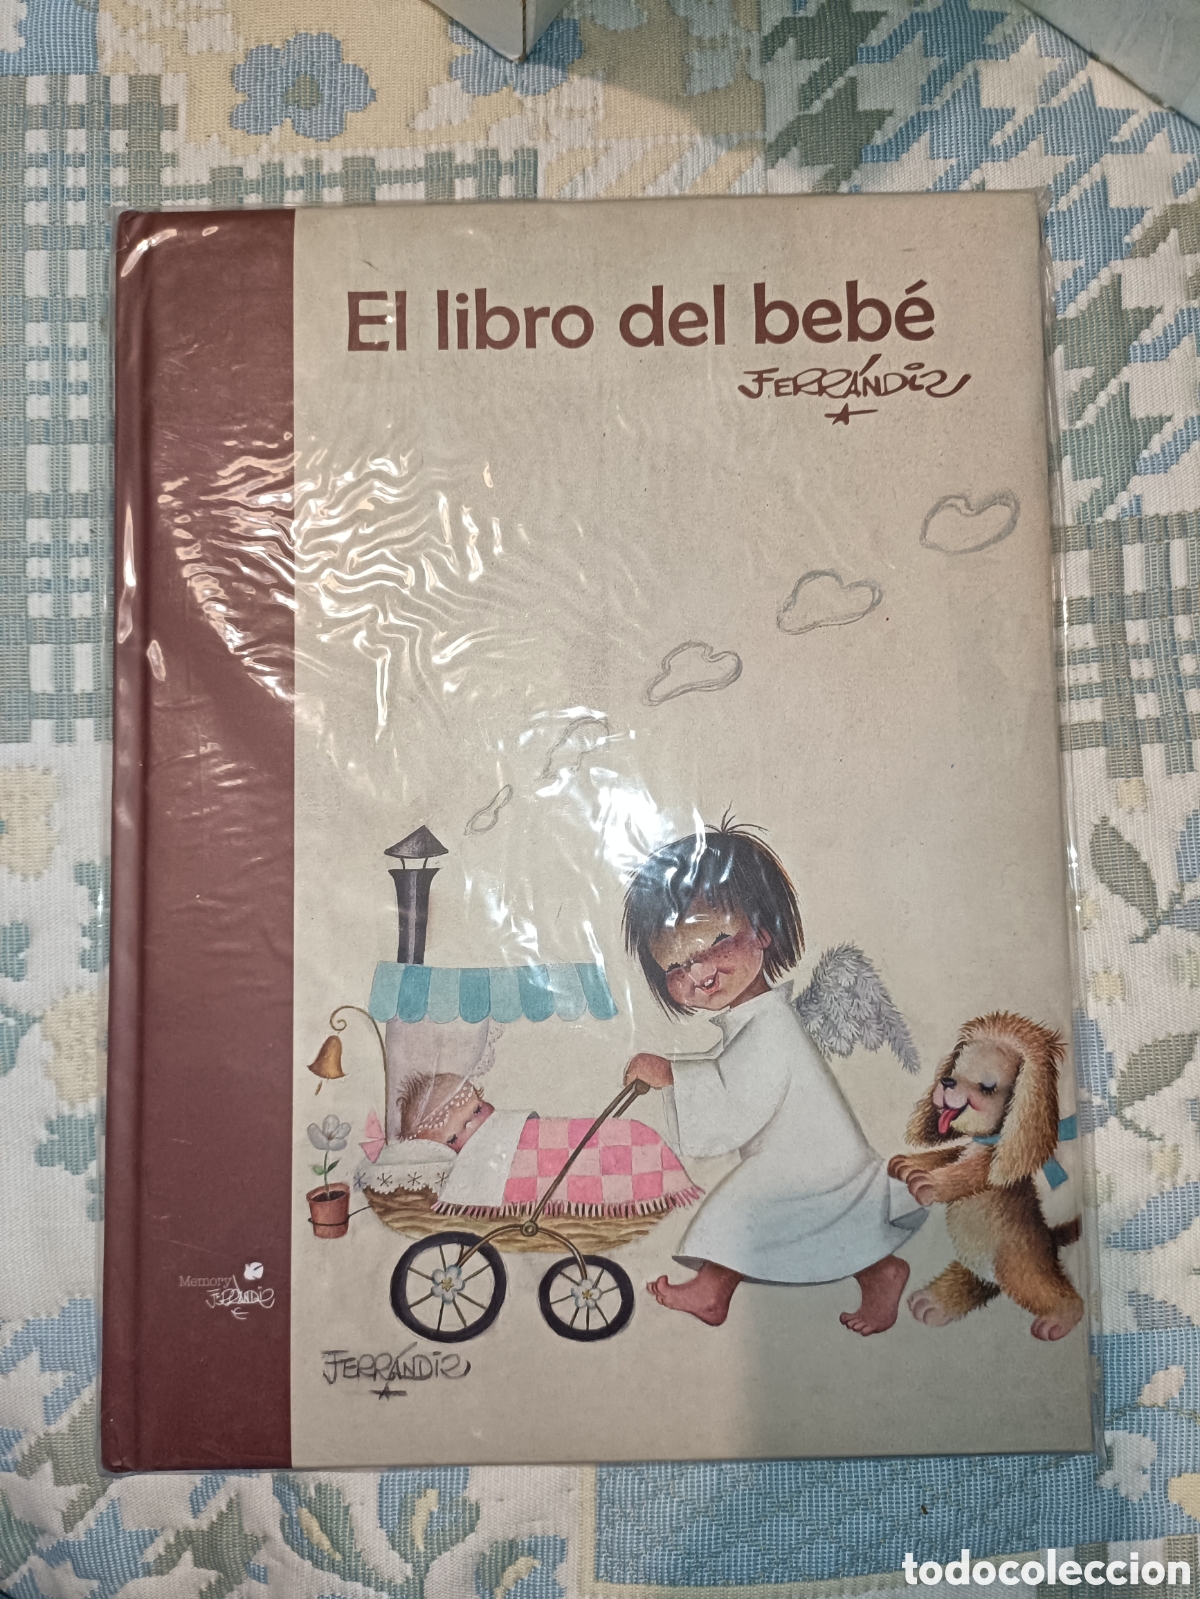 El libro del bebé
FERRÁNDIZ
Memory
FERRÁNDIZ
FERRÁNDIZ
todocoleccion